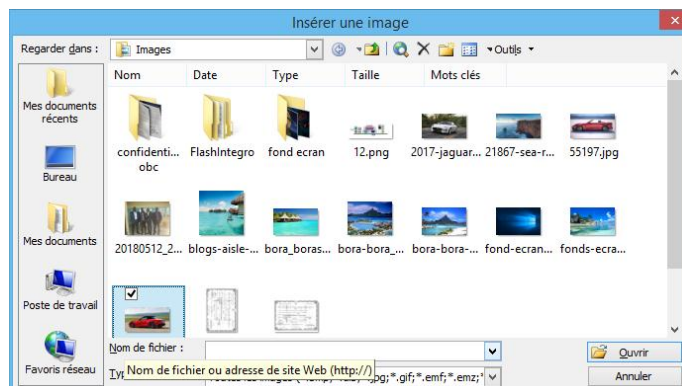 Insérer une image
Regarder dans :
Images
Outils
Nom Date Type Taille Mots clés
Mes documents récents
Bureau
Mes documents
Poste de travail
Favoris réseau
confidenti... obc
FlashIntegro
fond ecran
12.png
2017-jaguar...
21867-sea-r...
55197.jpg
20180512_2...
blogs-aisle-...
bora_boras...
bora-bora_...
bora-bora-...
fond-ecran...
fonds-ecra...
Nom de fichier :
Ouvrir
Nom de fichier ou adresse de site Web (http://)
*.gif;*.emf;*.emz;*
Annuler